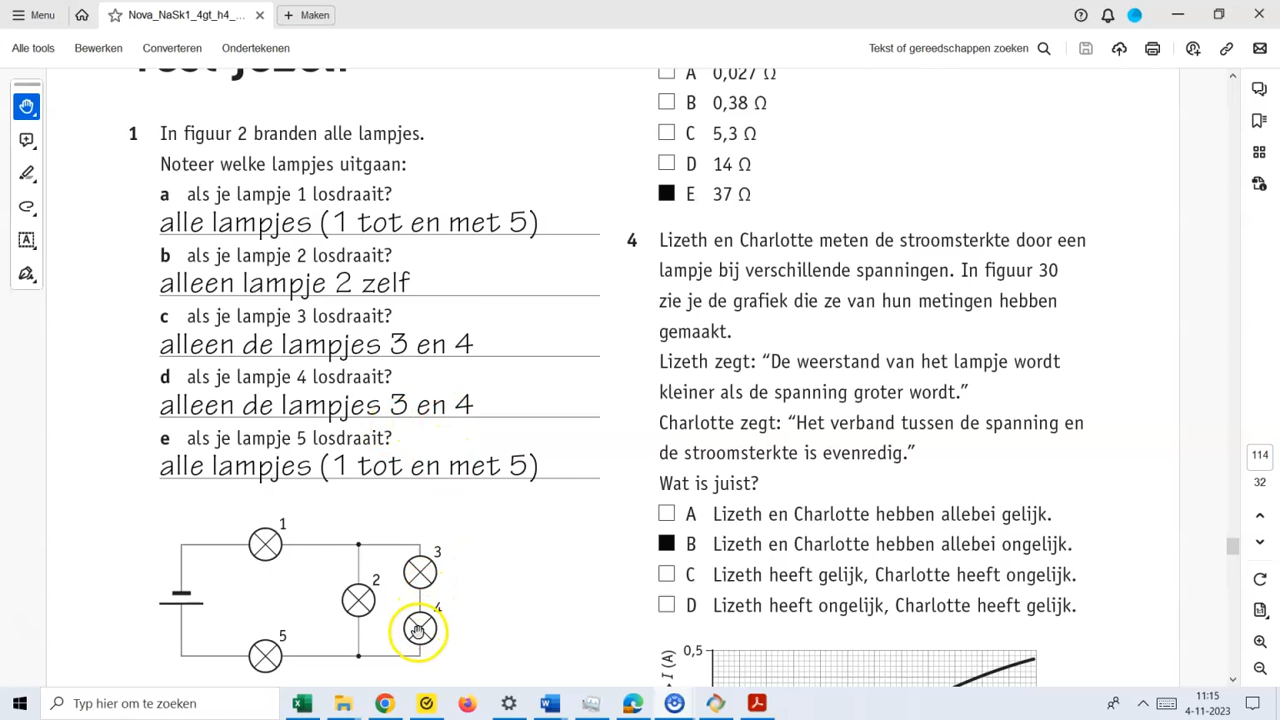 Menu
Nova_NaSk1_4gt_h4_...
Maken
Alle tools
Bewerken
Converteren
Ondertekenen
Tekst of gereedschappen zoeken
1 In figuur 2 branden alle lampjes.
Noteer welke lampjes uitgaan:
a als je lampje 1 losdraait?
alle lampjes (1 tot en met 5)
b als je lampje 2 losdraait?
alleen lampje 2 zelf
c als je lampje 3 losdraait?
alleen de lampjes 3 en 4
d als je lampje 4 losdraait?
alleen de lampjes 3 en 4
e als je lampje 5 losdraait?
alle lampjes (1 tot en met 5)
1
2
3
4
5
A 0,027 Ω
B 0,38 Ω
C 5,3 Ω
D 14 Ω
E 37 Ω
4 Lizeth en Charlotte meten de stroomsterkte door een
lampje bij verschillende spanningen. In figuur 30
zie je de grafiek die ze van hun metingen hebben
gemaakt.
Lizeth zegt: “De weerstand van het lampje wordt
kleiner als de spanning groter wordt.”
Charlotte zegt: “Het verband tussen de spanning en
de stroomsterkte is evenredig.”
Wat is juist?
A Lizeth en Charlotte hebben allebei gelijk.
B Lizeth en Charlotte hebben allebei ongelijk.
C Lizeth heeft gelijk, Charlotte heeft ongelijk.
D Lizeth heeft ongelijk, Charlotte heeft gelijk.
0,5
I (A)
114
32
Typ hier om te zoeken
11:15
4-11-2023